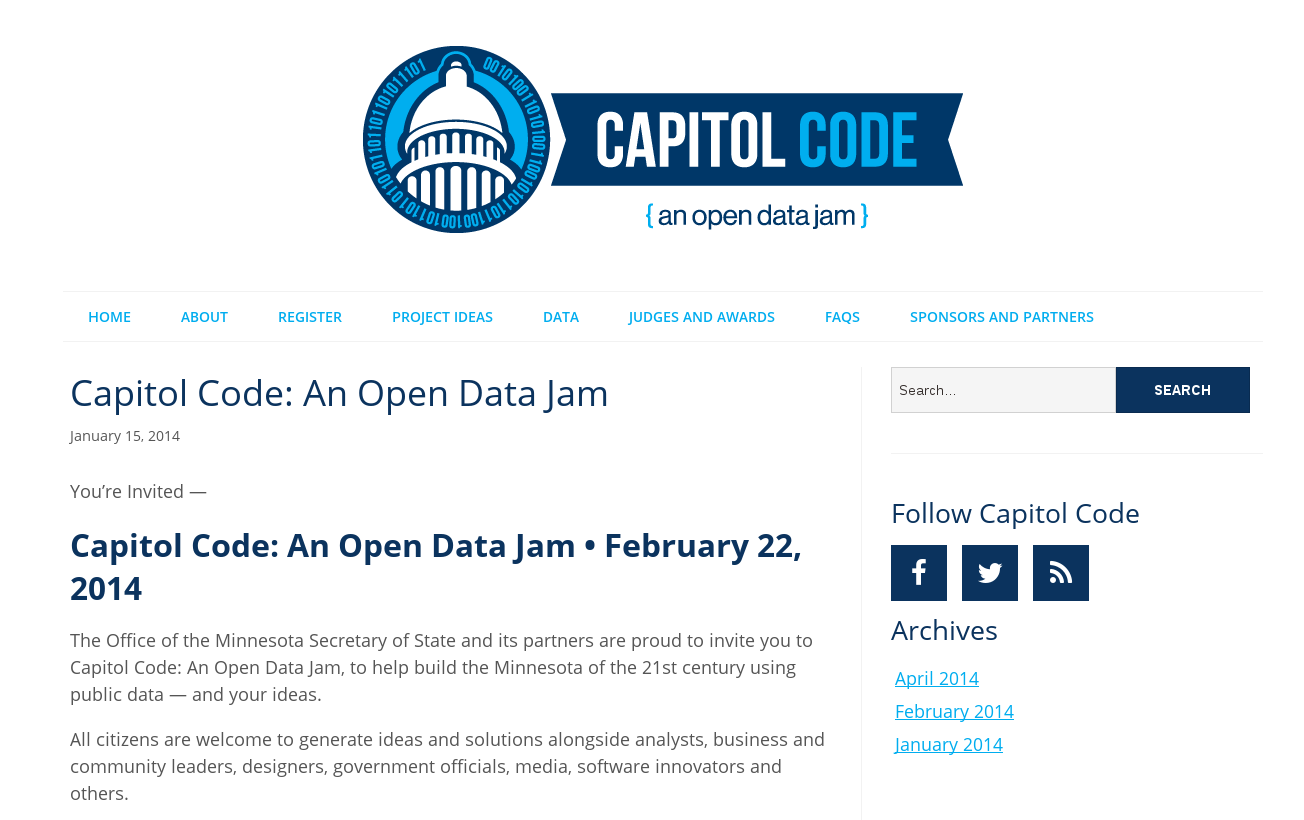 CAPITOL CODE
{ an open data jam }
HOME
ABOUT
REGISTER
PROJECT IDEAS
DATA
JUDGES AND AWARDS
FAQS
SPONSORS AND PARTNERS
Capitol Code: An Open Data Jam
January 15, 2014
You’re Invited —
Capitol Code: An Open Data Jam • February 22,
2014
The Office of the Minnesota Secretary of State and its partners are proud to invite you to
Capitol Code: An Open Data Jam, to help build the Minnesota of the 21st century using
public data — and your ideas.
All citizens are welcome to generate ideas and solutions alongside analysts, business and
community leaders, designers, government officials, media, software innovators and
others.
Search…
SEARCH
Follow Capitol Code
Archives
April 2014
February 2014
January 2014